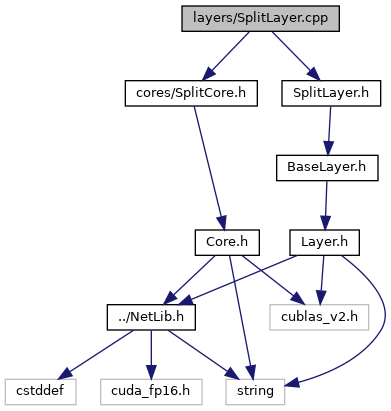 layers/SplitLayer.cpp
cores/SplitCore.h
SplitLayer.h
BaseLayer.h
Core.h
Layer.h
../NetLib.h
cublas_v2.h
cstddef
cuda_fp16.h
string